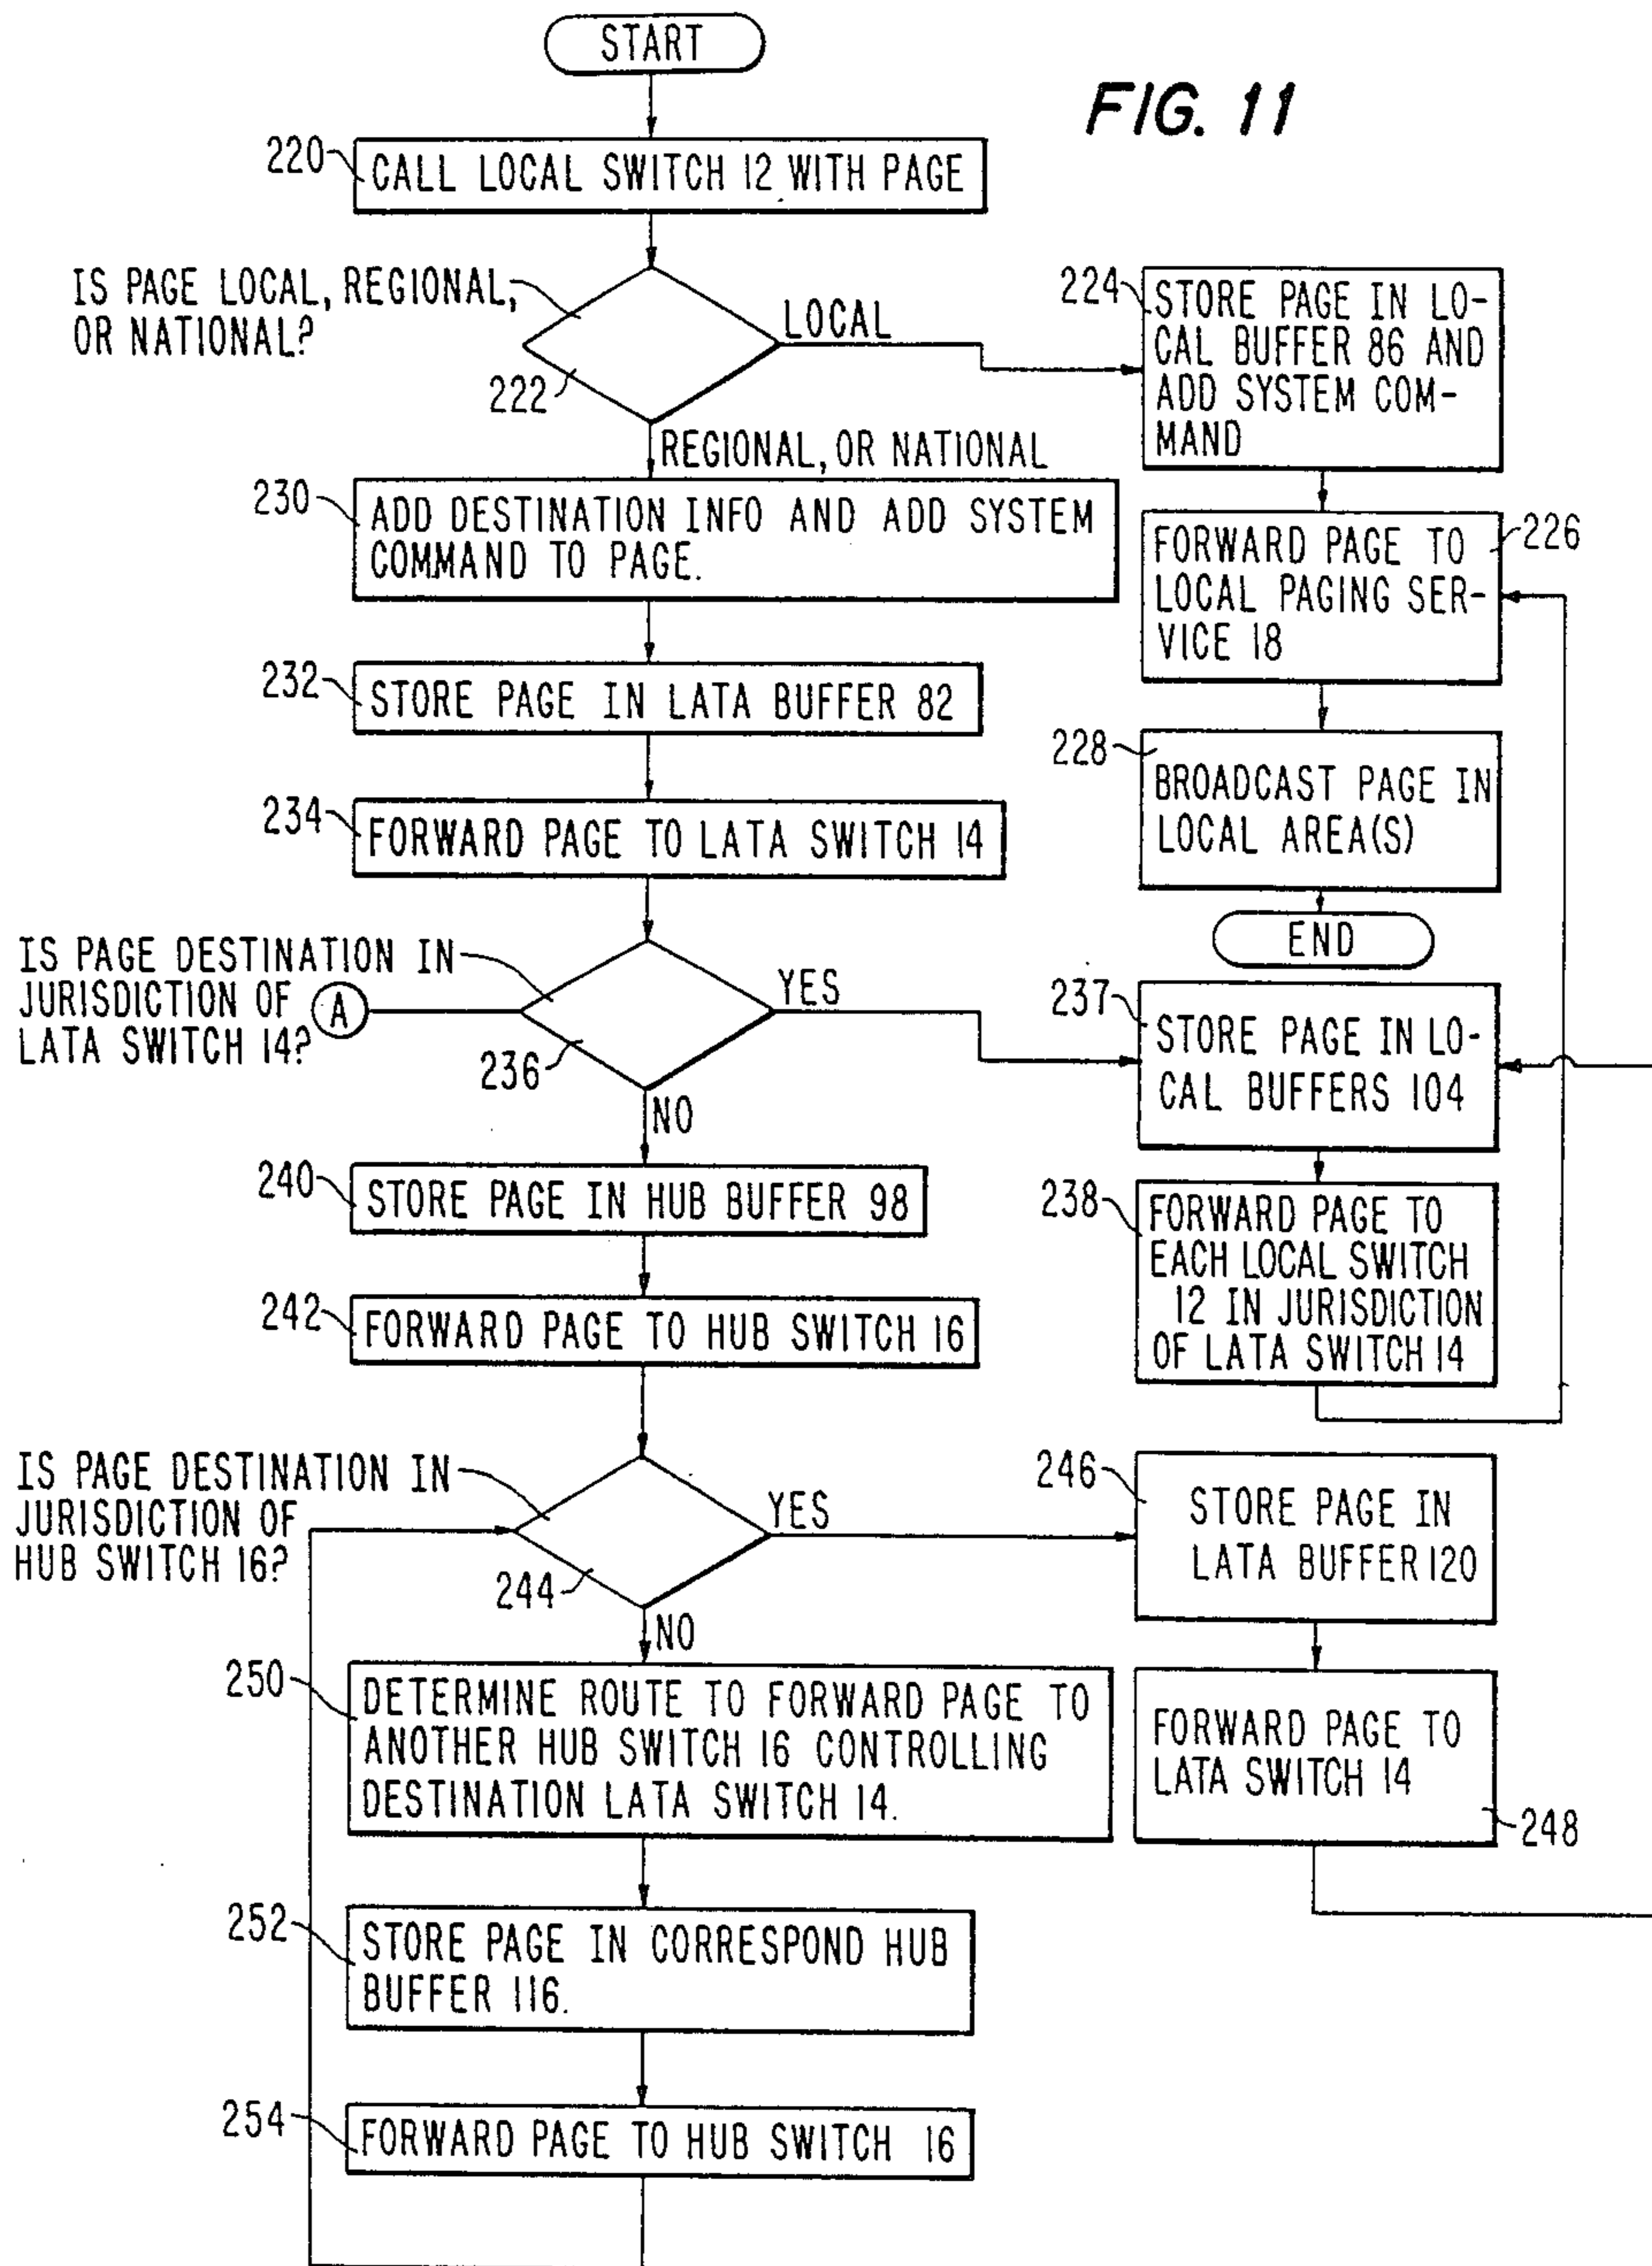 START
FIG. 11
220
CALL LOCAL SWITCH 12 WITH PAGE
IS PAGE LOCAL, REGIONAL,
OR NATIONAL?
222
LOCAL
224
STORE PAGE IN LO-
CAL BUFFER 86 AND
ADD SYSTEM COM-
MAND
REGIONAL, OR NATIONAL
230
ADD DESTINATION INFO AND ADD SYSTEM
COMMAND TO PAGE.
226
FORWARD PAGE TO
LOCAL PAGING SER-
VICE 18
232
STORE PAGE IN LATA BUFFER 82
228
BROADCAST PAGE IN
LOCAL AREA(S)
234
FORWARD PAGE TO LATA SWITCH 14
END
IS PAGE DESTINATION IN
JURISDICTION OF
LATA SWITCH 14?
A
236
YES
237
STORE PAGE IN LO-
CAL BUFFERS 104
NO
240
STORE PAGE IN HUB BUFFER 98
238
FORWARD PAGE TO
EACH LOCAL SWITCH
12 IN JURISDICTION
OF LATA SWITCH 14
242
FORWARD PAGE TO HUB SWITCH 16
IS PAGE DESTINATION IN
JURISDICTION OF
HUB SWITCH 16?
244
YES
246
STORE PAGE IN
LATA BUFFER 120
NO
250
DETERMINE ROUTE TO FORWARD PAGE TO
ANOTHER HUB SWITCH 16 CONTROLLING
DESTINATION LATA SWITCH 14.
FORWARD PAGE TO
LATA SWITCH 14
248
252
STORE PAGE IN CORRESPOND HUB
BUFFER 116.
254
FORWARD PAGE TO HUB SWITCH 16